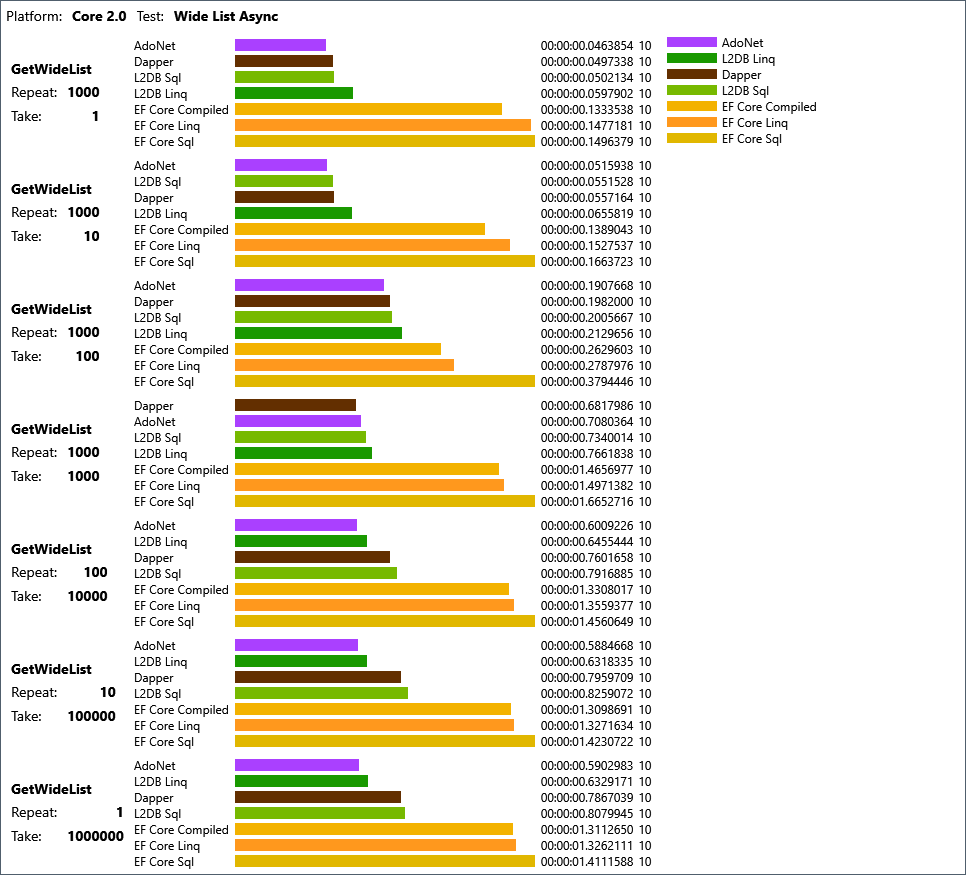 Platform: Core 2.0 Test: Wide List Async
GetWideList
Repeat: 1000
Take: 1
AdoNet 00:00:00.0463854 10
Dapper 00:00:00.0497338 10
L2DB Sql 00:00:00.0502134 10
L2DB Linq 00:00:00.0597902 10
EF Core Compiled 00:00:00.1333538 10
EF Core Linq 00:00:00.1477181 10
EF Core Sql 00:00:00.1496379 10
GetWideList
Repeat: 1000
Take: 10
AdoNet 00:00:00.0515938 10
L2DB Sql 00:00:00.0551528 10
Dapper 00:00:00.0557164 10
L2DB Linq 00:00:00.0655819 10
EF Core Compiled 00:00:00.1389043 10
EF Core Linq 00:00:00.1527537 10
EF Core Sql 00:00:00.1663723 10
GetWideList
Repeat: 1000
Take: 100
AdoNet 00:00:00.1907668 10
Dapper 00:00:00.1982000 10
L2DB Sql 00:00:00.2005667 10
L2DB Linq 00:00:00.2129656 10
EF Core Compiled 00:00:00.2629603 10
EF Core Linq 00:00:00.2787976 10
EF Core Sql 00:00:00.3794446 10
GetWideList
Repeat: 1000
Take: 1000
Dapper 00:00:00.6817986 10
AdoNet 00:00:00.7080364 10
L2DB Sql 00:00:00.7340014 10
L2DB Linq 00:00:00.7661838 10
EF Core Compiled 00:00:01.4656977 10
EF Core Linq 00:00:01.4971382 10
EF Core Sql 00:00:01.6652716 10
GetWideList
Repeat: 100
Take: 10000
AdoNet 00:00:00.6009226 10
L2DB Linq 00:00:00.6455444 10
Dapper 00:00:00.7601658 10
L2DB Sql 00:00:00.7916885 10
EF Core Compiled 00:00:01.3308017 10
EF Core Linq 00:00:01.3559377 10
EF Core Sql 00:00:01.4560649 10
GetWideList
Repeat: 10
Take: 100000
AdoNet 00:00:00.5884668 10
L2DB Linq 00:00:00.6318335 10
Dapper 00:00:00.7959709 10
L2DB Sql 00:00:00.8259072 10
EF Core Compiled 00:00:01.3098691 10
EF Core Linq 00:00:01.3271634 10
EF Core Sql 00:00:01.4230722 10
GetWideList
Repeat: 1
Take: 1000000
AdoNet 00:00:00.5902983 10
L2DB Linq 00:00:00.6329171 10
Dapper 00:00:00.7867039 10
L2DB Sql 00:00:00.8079945 10
EF Core Compiled 00:00:01.3112650 10
EF Core Linq 00:00:01.3262111 10
EF Core Sql 00:00:01.4111588 10
AdoNet
L2DB Linq
Dapper
L2DB Sql
EF Core Compiled
EF Core Linq
EF Core Sql